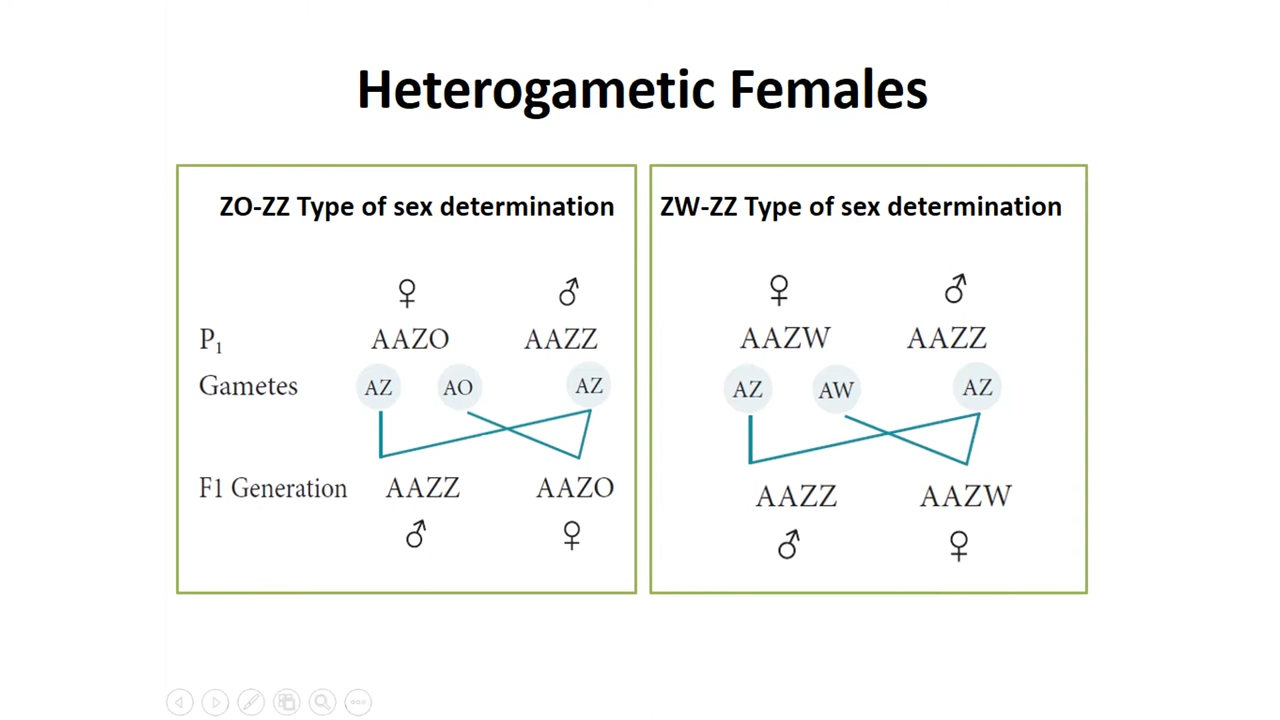 Heterogametic Females
ZO-ZZ Type of sex determination
♀ ♂
P₁ AAZO AAZZ
Gametes AZ AO AZ
F1 Generation AAZZ AAZO
♂ ♀
ZW-ZZ Type of sex determination
♀ ♂
AAZW AAZZ
AZ AW AZ
AAZZ AAZW
♂ ♀